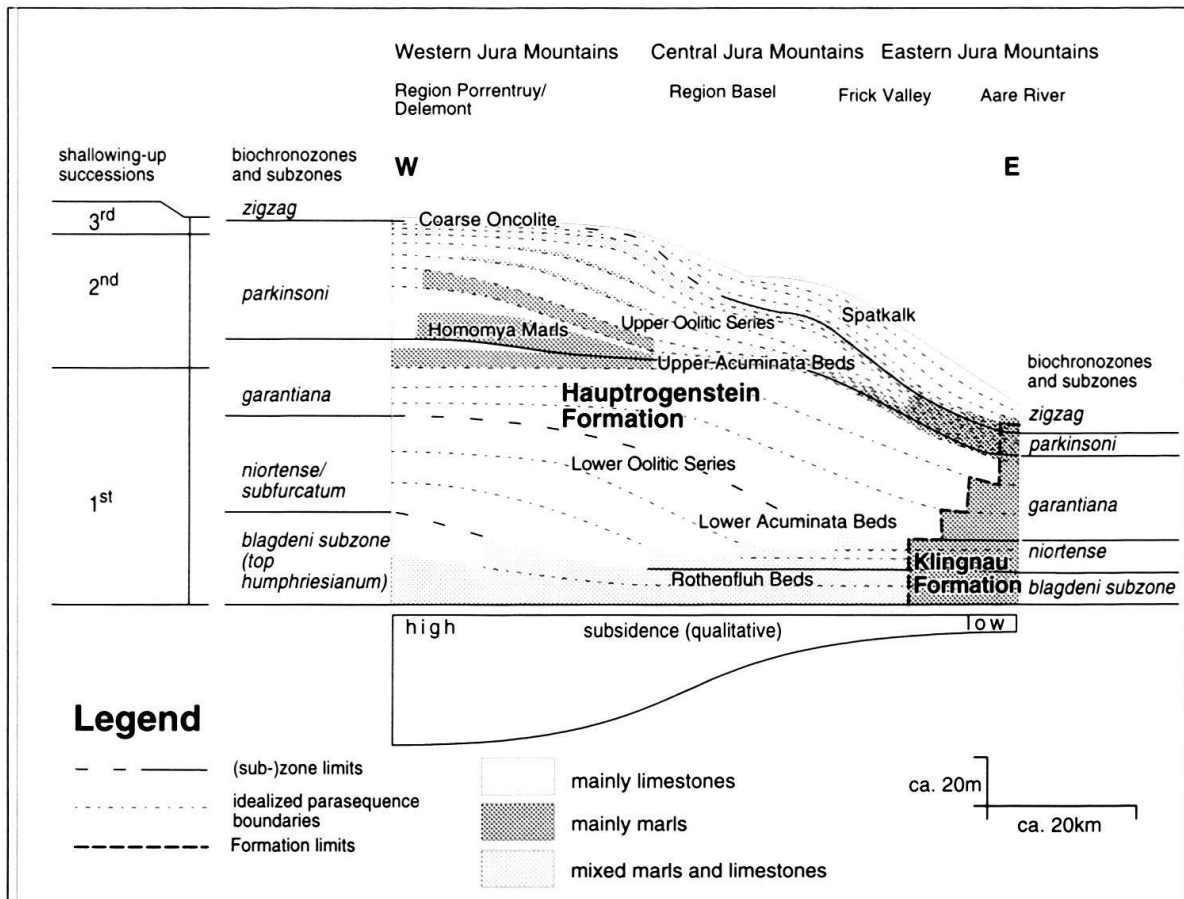 Western Jura Mountains
Central Jura Mountains
Eastern Jura Mountains
Region Porrentruy/
Delemont
Region Basel
Frick Valley
Aare River
shallowing-up
successions
biochronozones
and subzones
W
E
3rd
zigzag
Coarse Oncolite
2nd
parkinsoni
Homomya Marls
Upper Oolitic Series
Spatkalk
Upper Acuminata Beds
biochronozones
and subzones
garantiana
Hauptrogenstein
Formation
zigzag
parkinsoni
1st
niortense/
subfurcatum
Lower Oolitic Series
garantiana
Lower Acuminata Beds
blagdeni subzone
(top
humphriesianum)
Rothenfluh Beds
Klingnau
Formation
niortense
blagdeni subzone
high
subsidence (qualitative)
low
Legend
(sub-)zone limits
idealized parasequence
boundaries
Formation limits
mainly limestones
mainly marls
mixed marls and limestones
ca. 20m
ca. 20km